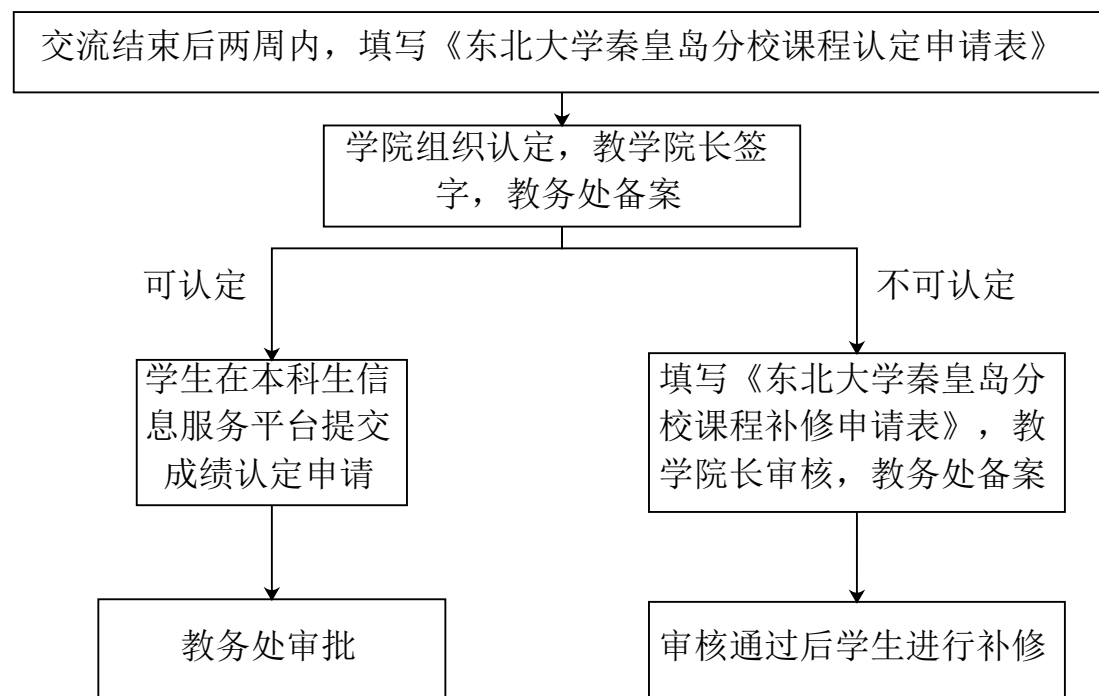 交流结束后两周内，填写《东北大学秦皇岛分校课程认定申请表》
学院组织认定，教学院长签
字，教务处备案
可认定
不可认定
学生在本科生信
息服务平台提交
成绩认定申请
填写《东北大学秦皇岛分
校课程补修申请表》，教
学院长审核，教务处备案
教务处审批
审核通过后学生进行补修